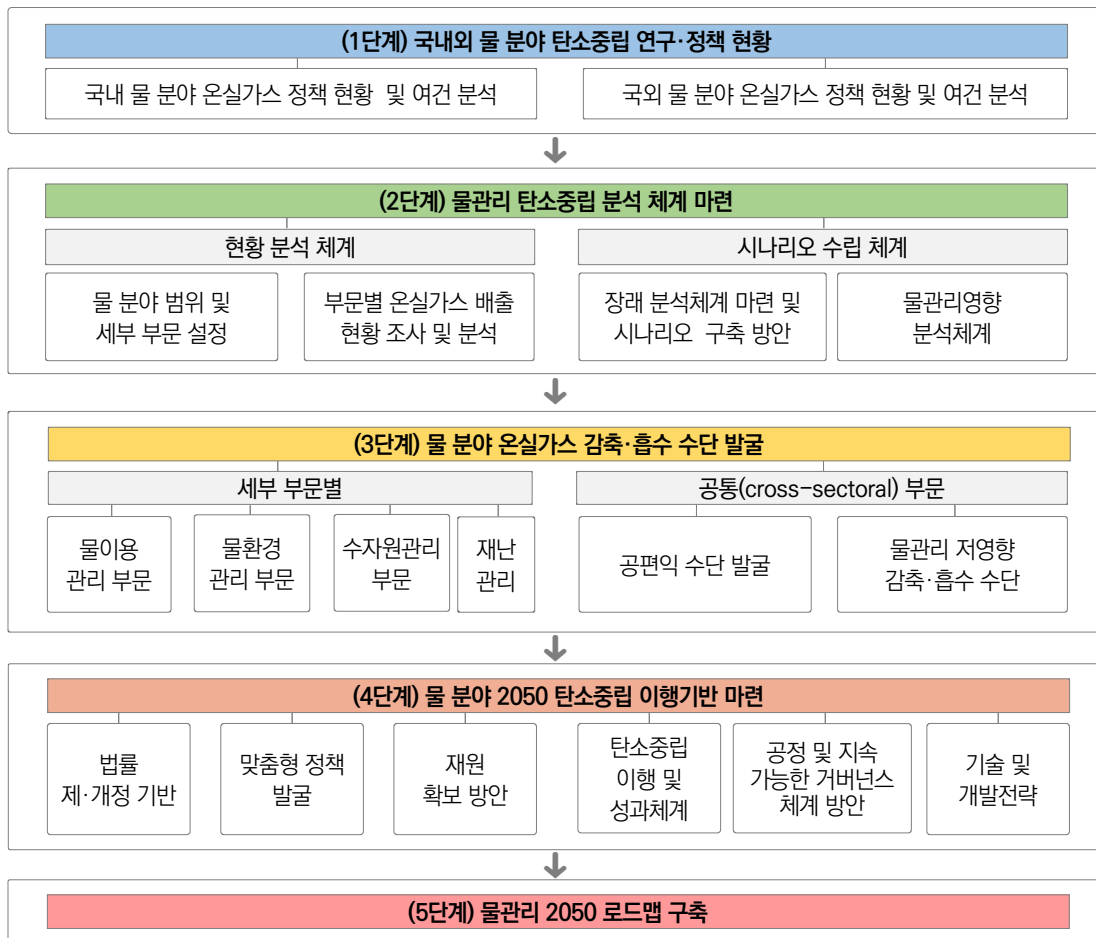 (1단계) 국내외 물 분야 탄소중립 연구·정책 현황
국내 물 분야 온실가스 정책 현황 및 여건 분석
국외 물 분야 온실가스 정책 현황 및 여건 분석
(2단계) 물관리 탄소중립 분석 체계 마련
현황 분석 체계
물 분야 범위 및
세부 부문 설정
부문별 온실가스 배출
현황 조사 및 분석
시나리오 수립 체계
장래 분석체계 마련 및
시나리오 구축 방안
물관리영향
분석체계
(3단계) 물 분야 온실가스 감축·흡수 수단 발굴
세부 부문별
물이용
관리 부문
물환경
관리 부문
수자원관리
부문
재난
관리
공통(cross-sectoral) 부문
공편익 수단 발굴
물관리 저영향
감축·흡수 수단
(4단계) 물 분야 2050 탄소중립 이행기반 마련
법률
제·개정 기반
맞춤형 정책
발굴
재원
확보 방안
탄소중립
이행 및
성과체계
공정 및 지속
가능한 거버넌스
체계 방안
기술 및
개발전략
(5단계) 물관리 2050 로드맵 구축